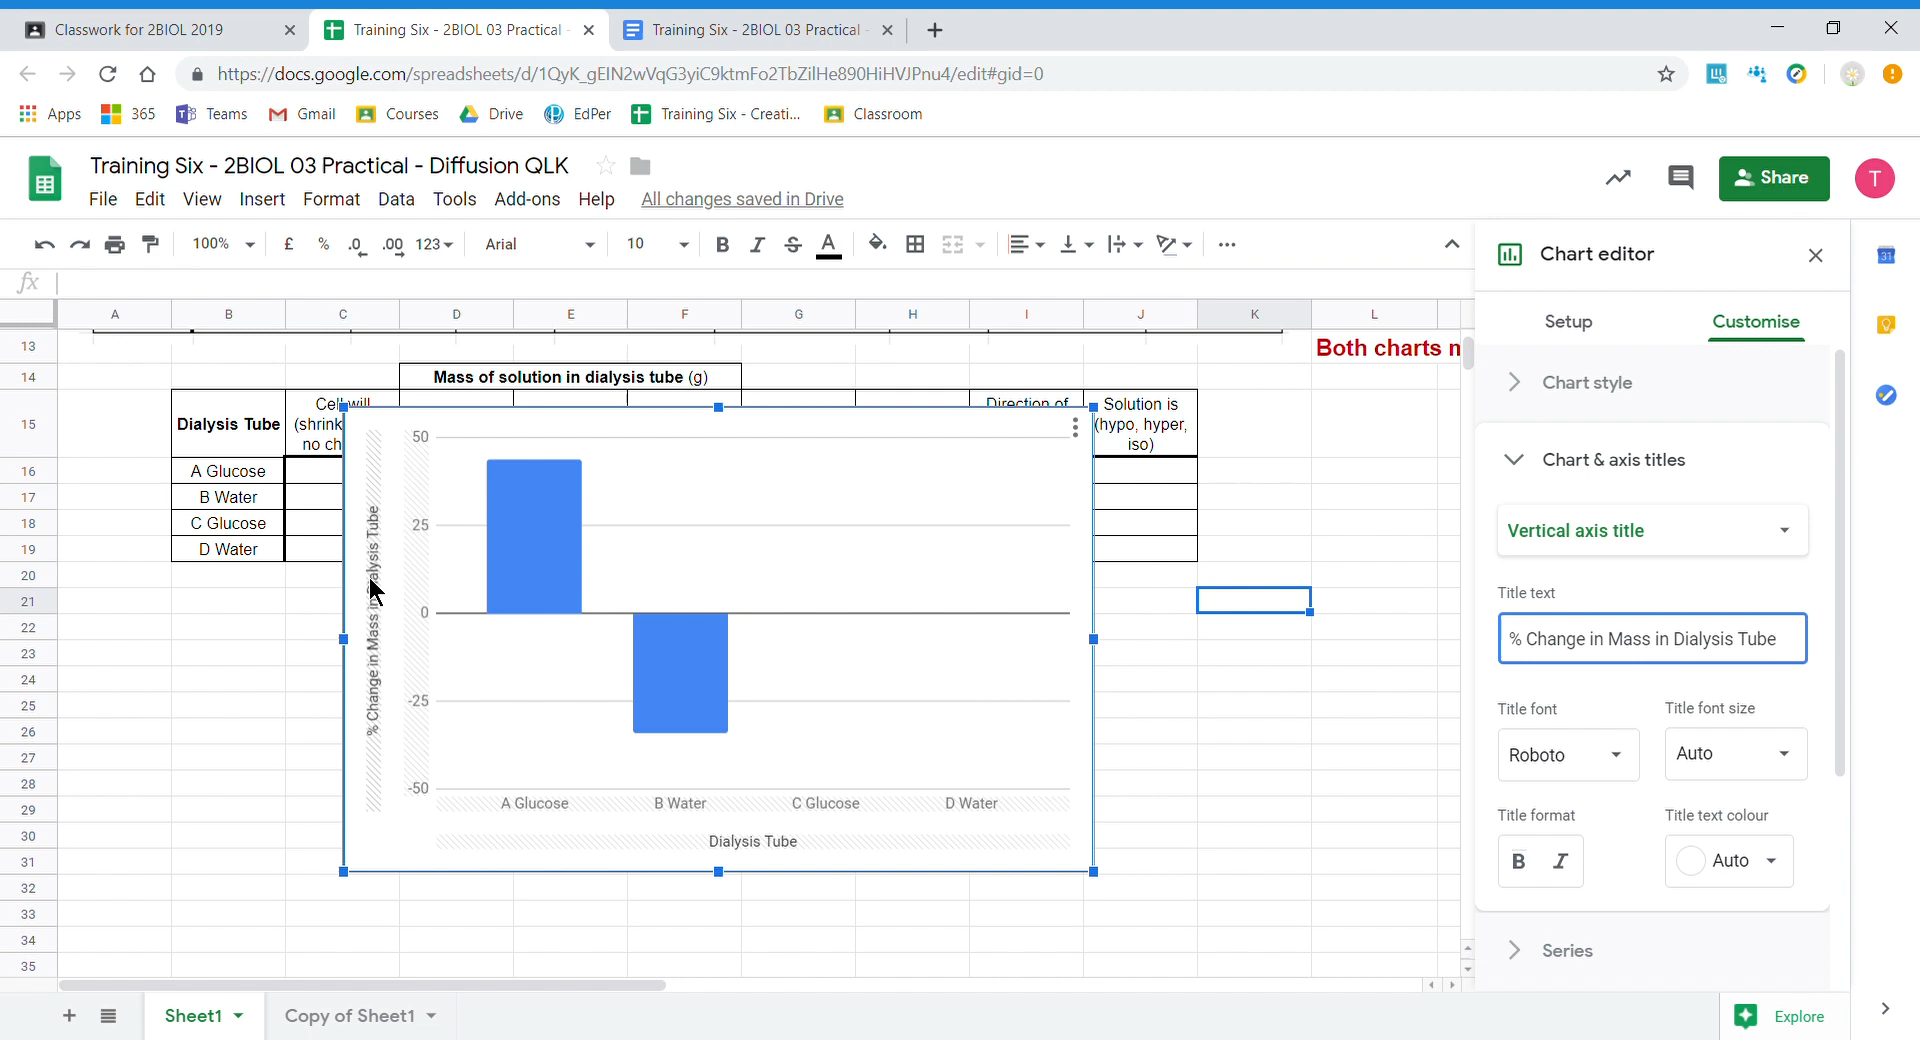 Classwork for 2BIOL 2019
Training Six - 2BIOL 03 Practical -
Training Six - 2BIOL 03 Practical -
https://docs.google.com/spreadsheets/d/1QyK_gEIN2wVqG3yiC9ktmFo2TbZilHe890HiHVJPnu4/edit#gid=0
Apps 365 Teams Gmail Courses Drive EdPer Training Six - Creati... Classroom
Training Six - 2BIOL 03 Practical - Diffusion QLK
Share
T
File Edit View Insert Format Data Tools Add-ons Help All changes saved in Drive
100% £ % .0 .00 123 Arial 10 B I S A
fx
A B C D E F G H I J K L
13 Both charts n
14 Mass of solution in dialysis tube (g)
15 Dialysis Tube
Cell will
(shrink
no ch
Direction of
Solution is
(hypo, hyper,
iso)
16 A Glucose
17 B Water
18 C Glucose
19 D Water
20
21
22
23
24
25
26
27
28
29
30
31
32
33
34
35
% Change in Mass in Dialysis Tube
50
25
0
-25
-50
A Glucose B Water C Glucose D Water
Dialysis Tube
Chart editor
Setup Customise
Chart style
Chart & axis titles
Vertical axis title
Title text
% Change in Mass in Dialysis Tube
Title font Title font size
Roboto Auto
Title format Title text colour
B I Auto
Series
31
Sheet1 Copy of Sheet1
Explore